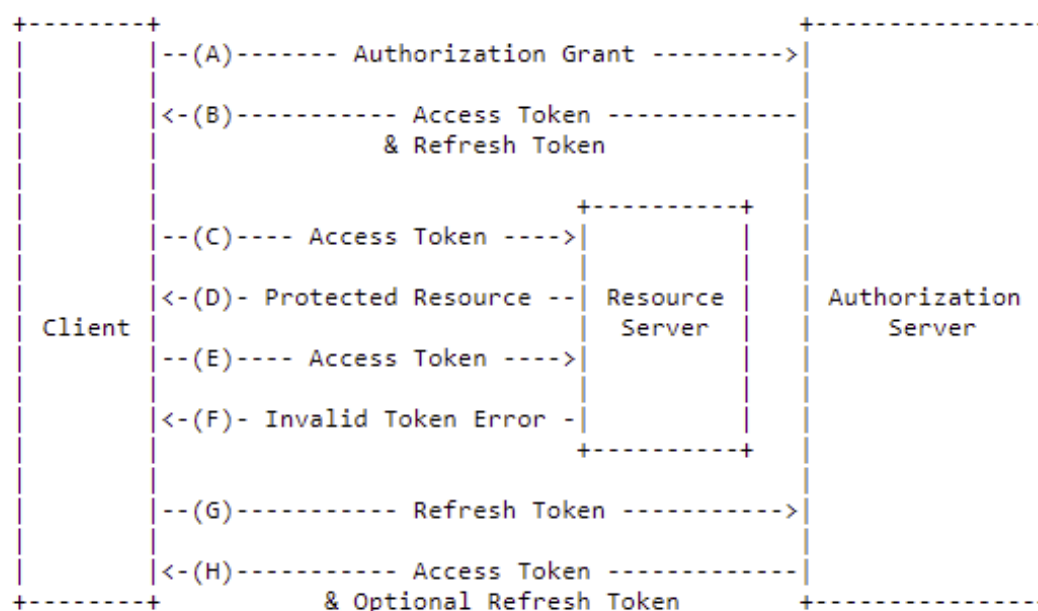 --(A)------- Authorization Grant --------->
<-(B)----------- Access Token -------------
& Refresh Token
--(C)---- Access Token ---->
<-(D)- Protected Resource --| Resource | Authorization
Client Server Server
--(E)---- Access Token ---->
<-(F)- Invalid Token Error -
--(G)----------- Refresh Token ----------->
<-(H)----------- Access Token -------------
& Optional Refresh Token